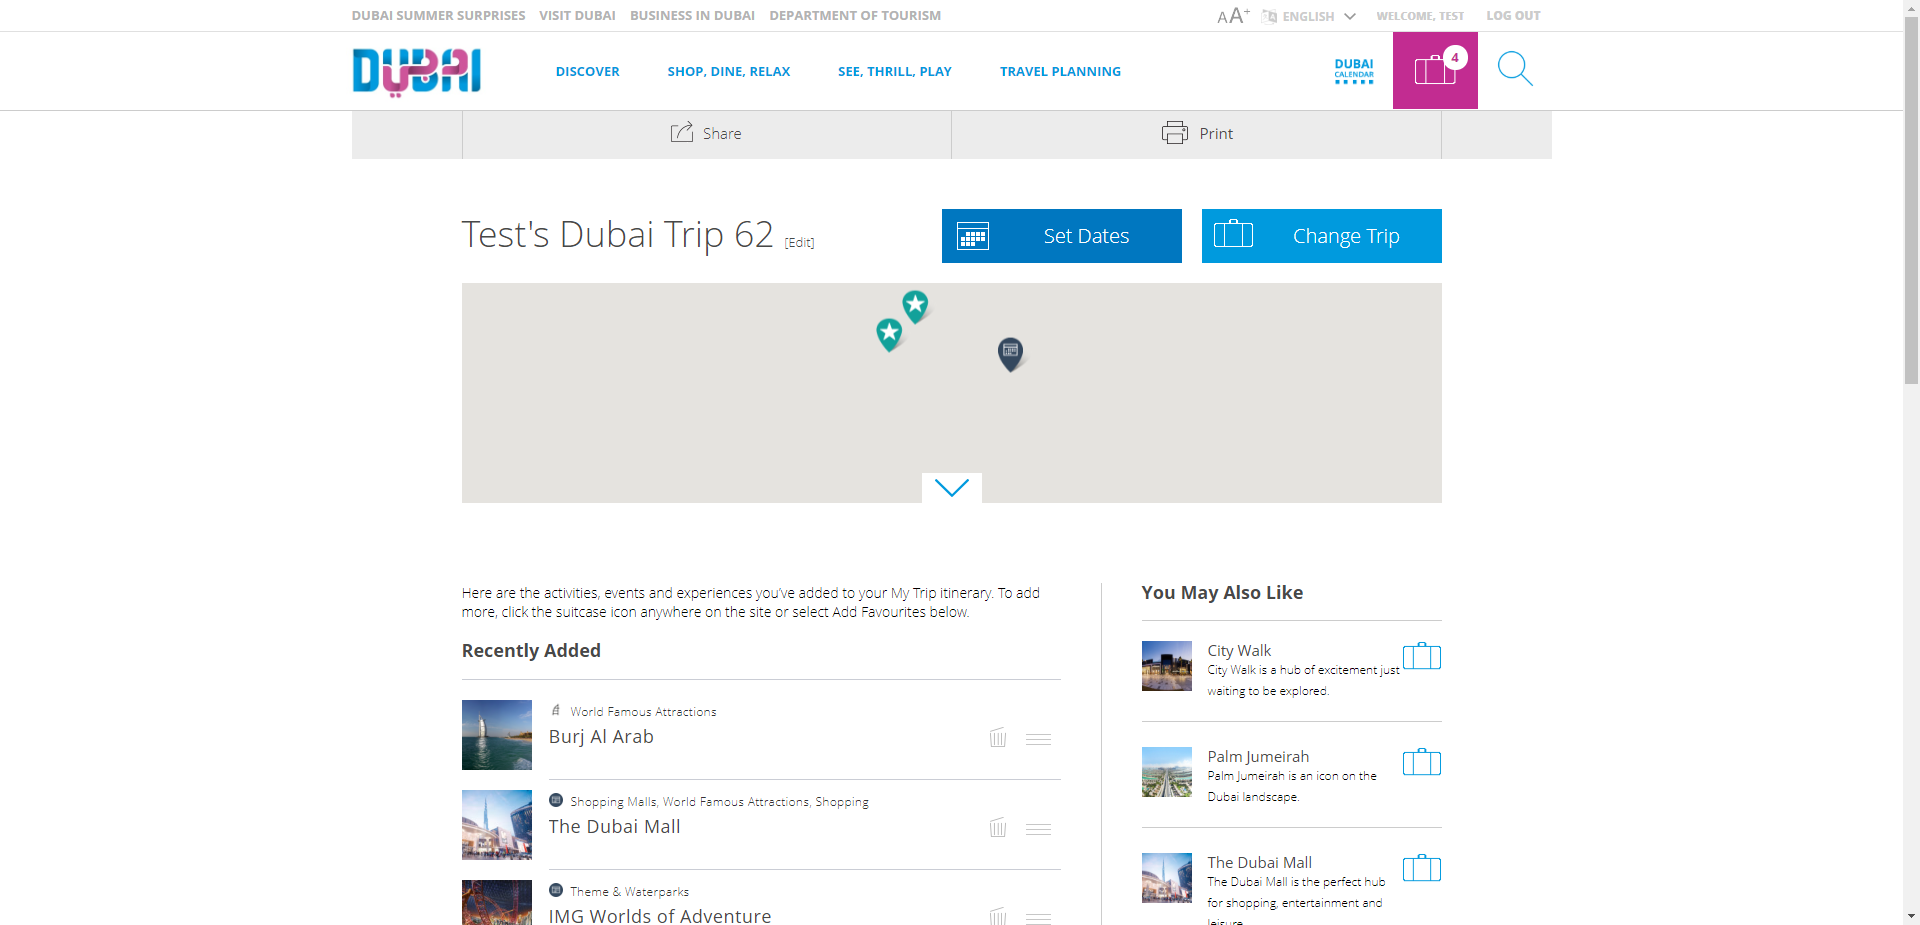 DUBAI SUMMER SURPRISES VISIT DUBAI BUSINESS IN DUBAI DEPARTMENT OF TOURISM
AA+ ENGLISH WELCOME, TEST LOG OUT
DUBAI
DISCOVER SHOP, DINE, RELAX SEE, THRILL, PLAY TRAVEL PLANNING
DUBAI
CALENDAR
4
Share Print
Test's Dubai Trip 62 [Edit]
Set Dates
Change Trip
Here are the activities, events and experiences you've added to your My Trip itinerary. To add
more, click the suitcase icon anywhere on the site or select Add Favourites below.
Recently Added
World Famous Attractions
Burj Al Arab
Shopping Malls, World Famous Attractions, Shopping
The Dubai Mall
Theme & Waterparks
IMG Worlds of Adventure
You May Also Like
City Walk
City Walk is a hub of excitement just
waiting to be explored.
Palm Jumeirah
Palm Jumeirah is an icon on the
Dubai landscape.
The Dubai Mall
The Dubai Mall is the perfect hub
for shopping, entertainment and
leisure